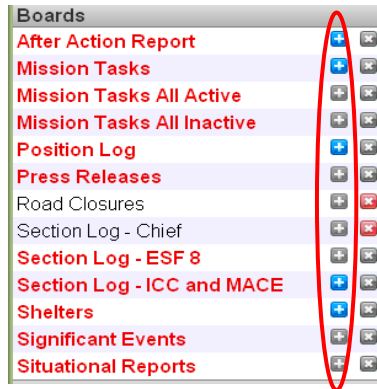 Boards
After Action Report
Mission Tasks
Mission Tasks All Active
Mission Tasks All Inactive
Position Log
Press Releases
Road Closures
Section Log - Chief
Section Log - ESF 8
Section Log - ICC and MACE
Shelters
Significant Events
Situational Reports